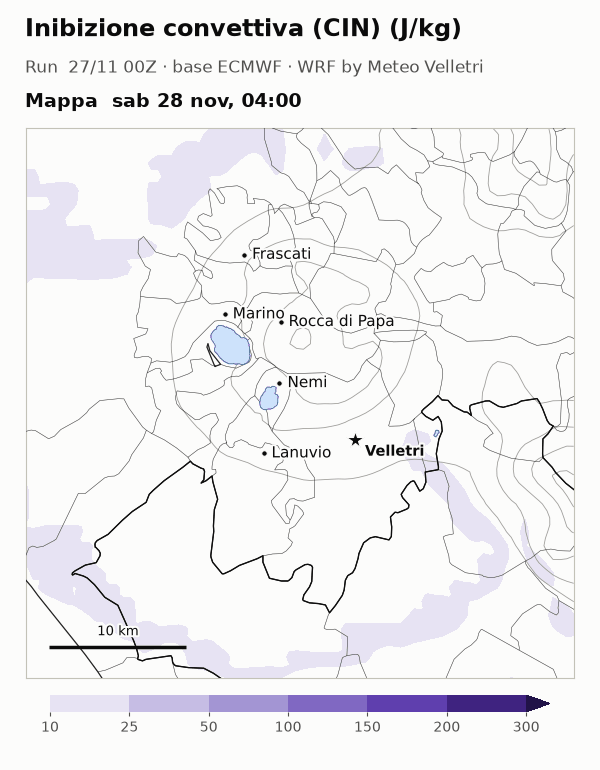 Inibizione convettiva (CIN) (J/kg)
Run 27/11 00Z · base ECMWF · WRF by Meteo Velletri
Mappa sab 28 nov, 04:00
Frascati
Marino
Rocca di Papa
Nemi
Velletri
Lanuvio
10 km
10 25 50 100 150 200 300